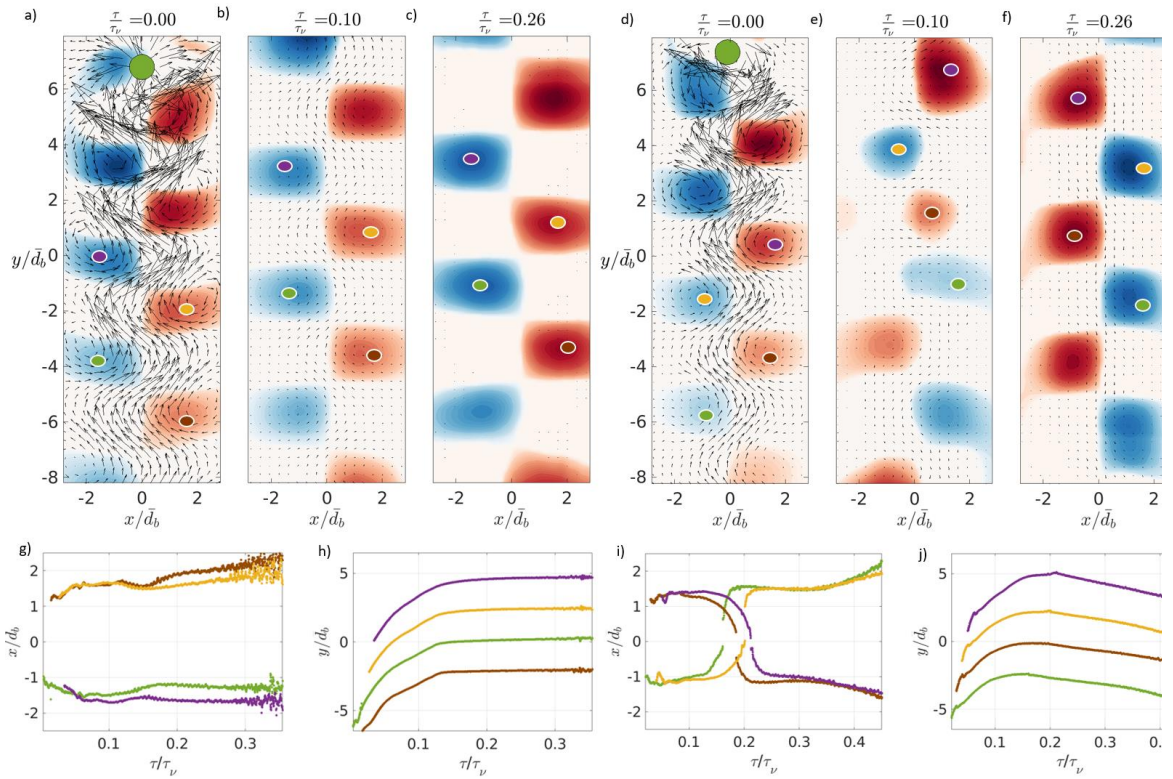 a) τ/τν =0.00 b) τ/τν =0.10 c) τ/τν =0.26 d) τ/τν =0.00 e) τ/τν =0.10 f) τ/τν =0.26
6 6
4 4
2 2
0 0
y/d̄b y/d̄b
-2 -2
-4 -4
-6 -6
-8 -8
-2 0 2 -2 0 2 -2 0 2 -2 0 2 -2 0 2 -2 0 2
x/d̄b x/d̄b x/d̄b x/d̄b x/d̄b x/d̄b
g) h) i) j)
2 5 2 5
1 1
x/db 0 y/db 0 x/db 0 y/db 0
-1 -1
-2 -5 -2 -5
0.1 0.2 0.3 0.1 0.2 0.3 0.1 0.2 0.3 0.4 0.1 0.2 0.3 0.4
τ/τν τ/τν τ/τν τ/τν